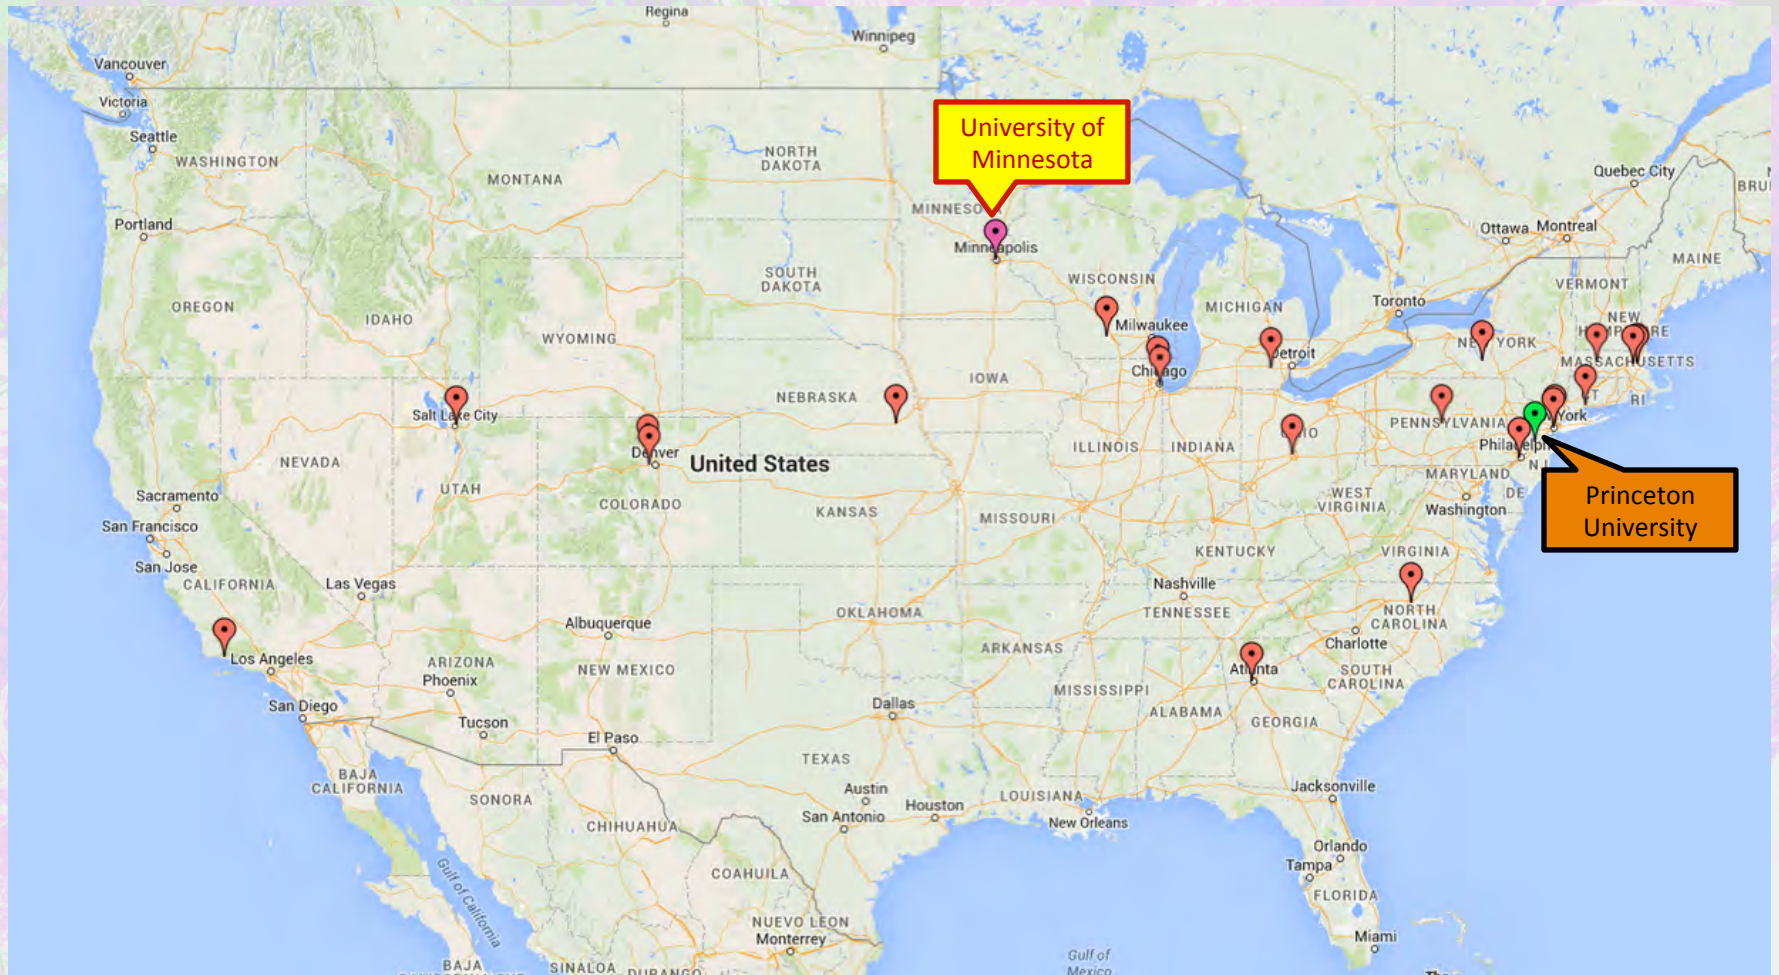 Regina
Winnipeg
Vancouver
Victoria
Seattle
WASHINGTON
MONTANA
NORTH
DAKOTA
University of
Minnesota
Quebec City
Portland
MINNESO
Minneapolis
Ottawa
Montreal
MAINE
OREGON
IDAHO
SOUTH
DAKOTA
WISCONSIN
MICHIGAN
Toronto
VERMONT
WYOMING
Milwaukee
Detroit
NEW YORK
NEW
HAMPSHIRE
MASSACHUSETTS
Chicago
IOWA
NEBRASKA
Salt Lake City
CT
RI
York
PENNSYLVANIA
Philadelphia
ILLINOIS
INDIANA
OHIO
NEVADA
UTAH
Denver
United States
COLORADO
MARYLAND
DE
Washington
Princeton
University
Sacramento
San Francisco
San Jose
CALIFORNIA
KANSAS
MISSOURI
WEST
VIRGINIA
KENTUCKY
VIRGINIA
Las Vegas
Nashville
TENNESSEE
NORTH
CAROLINA
Charlotte
Albuquerque
OKLAHOMA
ARKANSAS
Los Angeles
ARIZONA
Phoenix
NEW MEXICO
Atlanta
SOUTH
CAROLINA
San Diego
Tucson
Dallas
MISSISSIPPI
ALABAMA
GEORGIA
El Paso
TEXAS
BAJA
CALIFORNIA
SONORA
CHIHUAHUA
Austin
San Antonio
Houston
LOUISIANA
New Orleans
Jacksonville
Orlando
Tampa
FLORIDA
Miami
Gulf of California
COAHUILA
NUEVO LEON
Monterrey
BAJA
SINALOA
DURANGO
Gulf of
Mexico
The